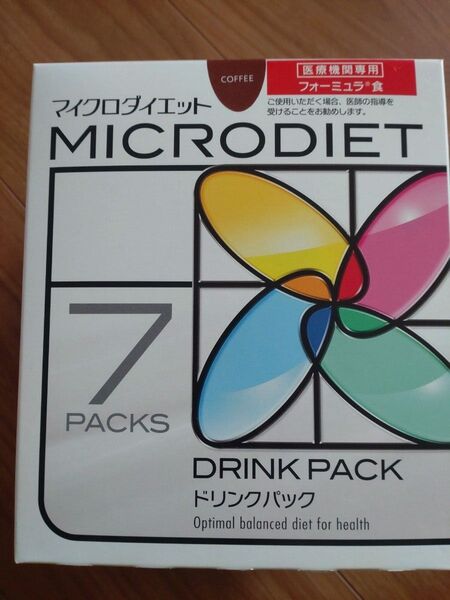 COFFEE
医療機関専用
フォーミュラ®食
ご使用いただく場合、医師の指導を
受けることをお勧めします。
マイクロダイエット
MICRODIET
7
PACKS
DRINK PACK
ドリンクパック
Optimal balanced diet for health